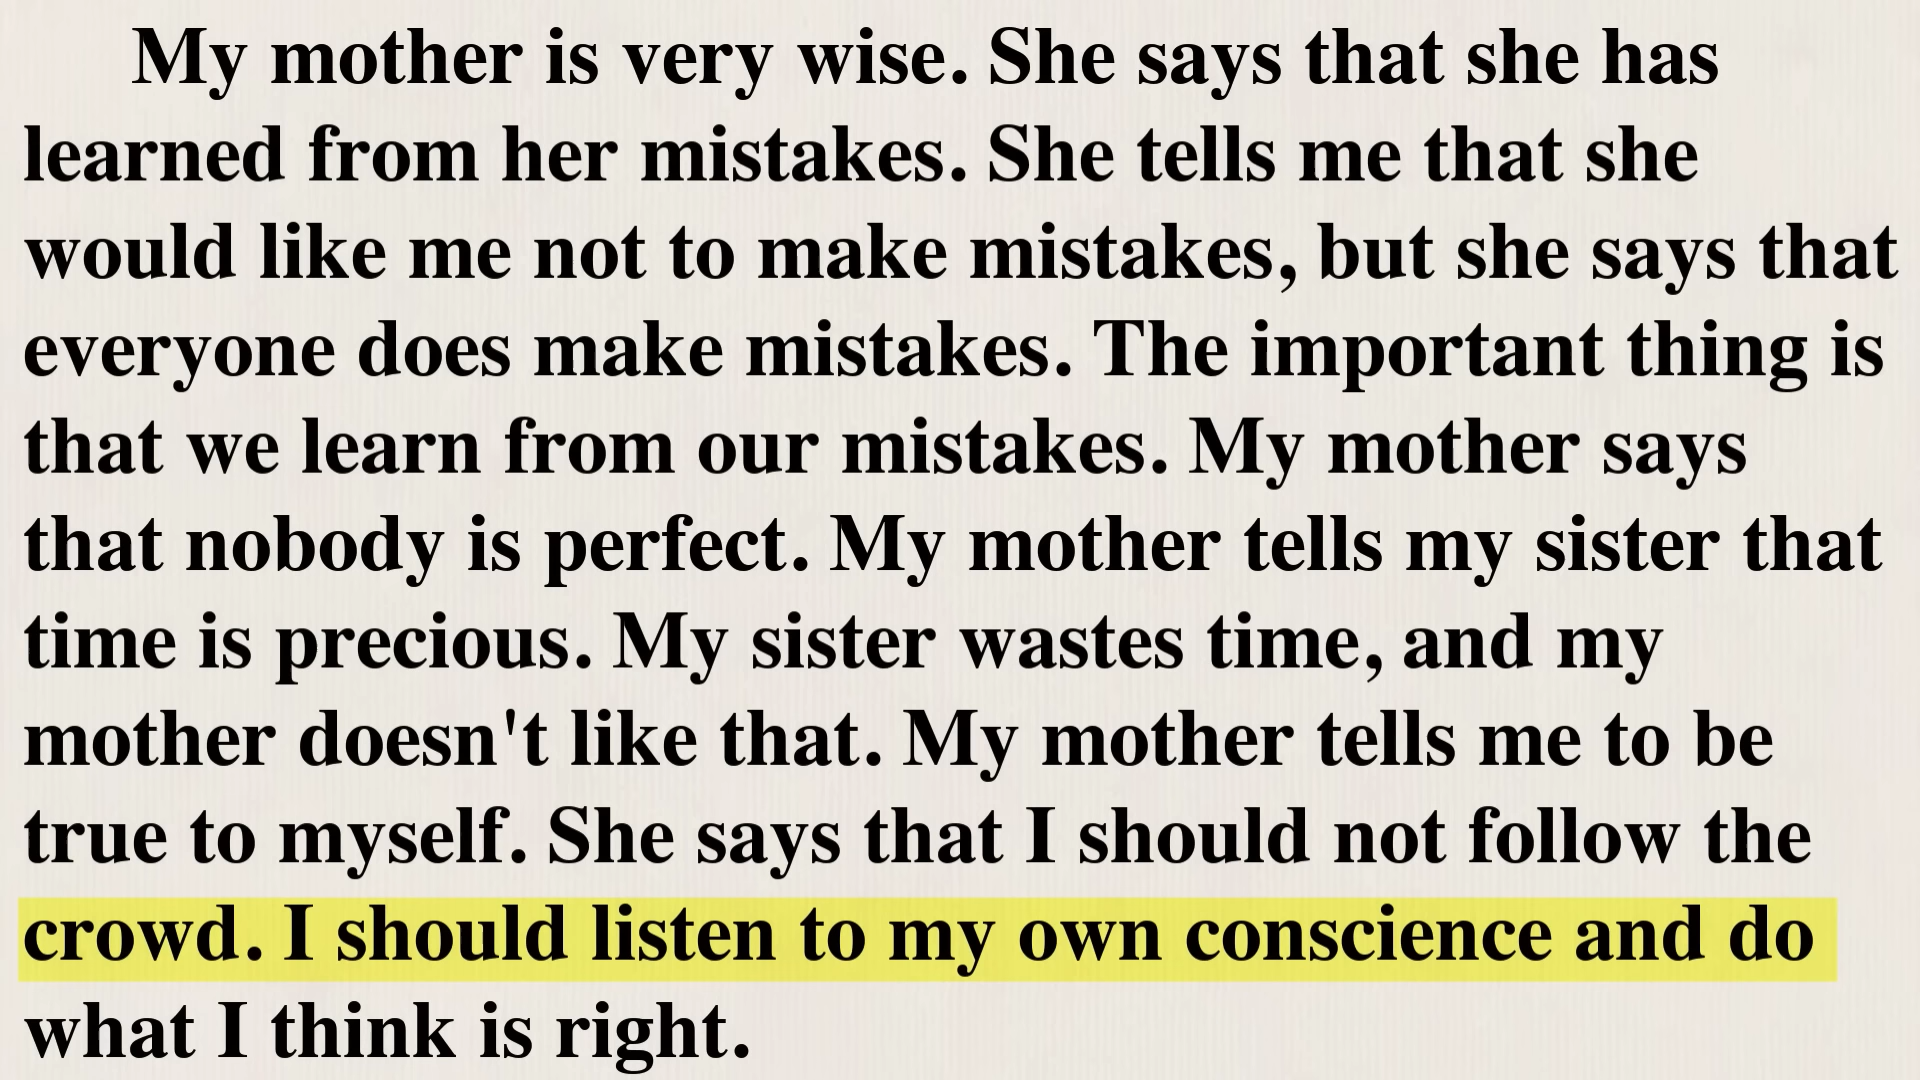 My mother is very wise. She says that she has
learned from her mistakes. She tells me that she
would like me not to make mistakes, but she says that
everyone does make mistakes. The important thing is
that we learn from our mistakes. My mother says
that nobody is perfect. My mother tells my sister that
time is precious. My sister wastes time, and my
mother doesn't like that. My mother tells me to be
true to myself. She says that I should not follow the
crowd. I should listen to my own conscience and do
what I think is right.